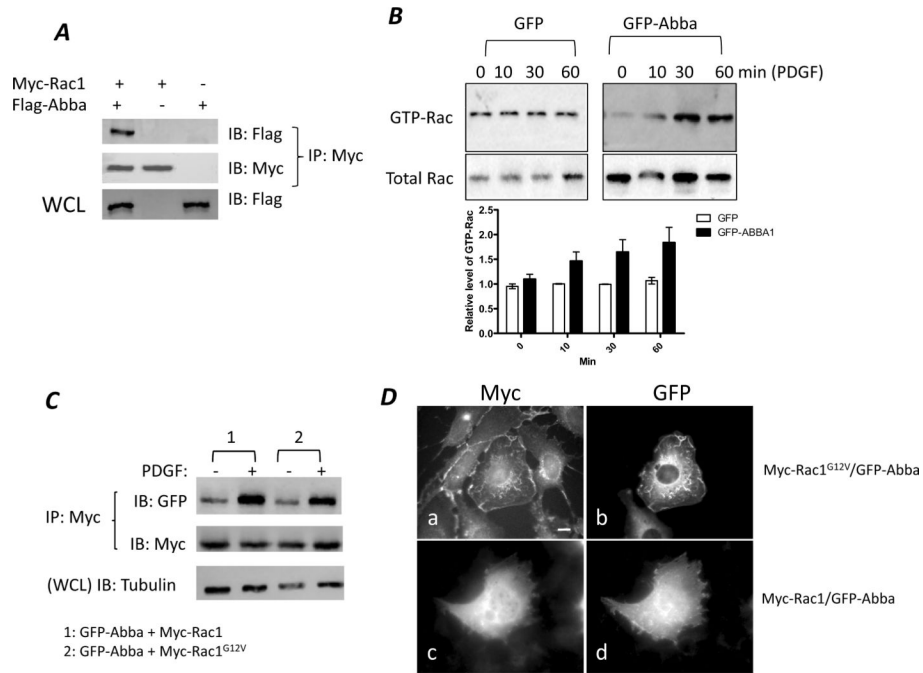 A
Myc-Rac1 + + -
Flag-Abba + - +
IB: Flag
IB: Myc
IP: Myc
WCL IB: Flag
B
GFP GFP-Abba
0 10 30 60 0 10 30 60 min (PDGF)
GTP-Rac
Total Rac
Relative level of GTP-Rac
2.5
2.0
1.5
1.0
0.5
0.0
0 10 30 60
Min
GFP
GFP-ABBA1
C
1 2
PDGF: - + - +
IP: Myc
IB: GFP
IB: Myc
(WCL) IB: Tubulin
1: GFP-Abba + Myc-Rac1
2: GFP-Abba + Myc-Rac1G12V
D
Myc GFP
a b
Myc-Rac1G12V/GFP-Abba
c d
Myc-Rac1/GFP-Abba